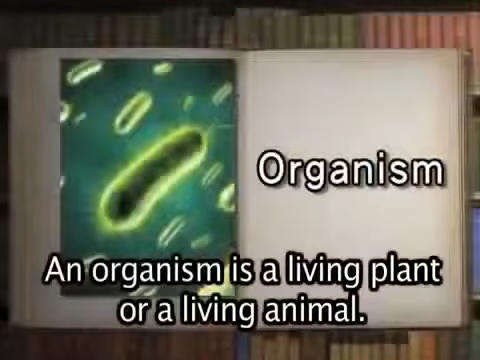 Organism
An organism is a living plant
or a living animal.